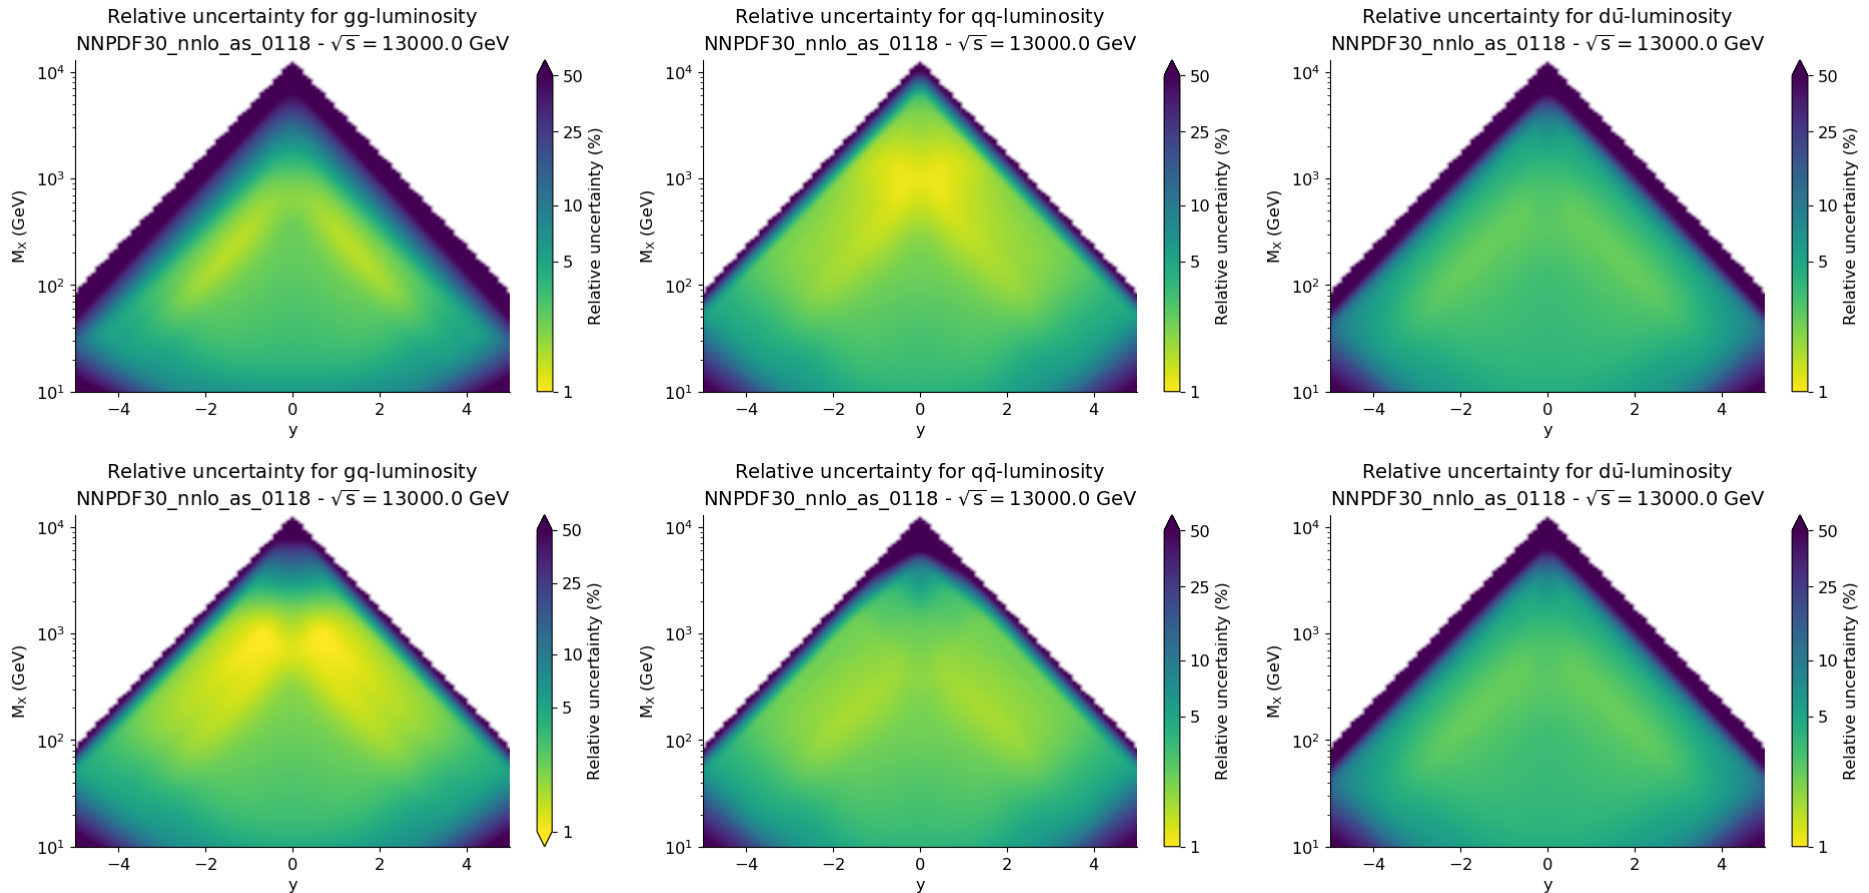 Relative uncertainty for gg-luminosity
NNPDF30_nnlo_as_0118 - √s = 13000.0 GeV
10⁴
10³
10²
10¹
M_X (GeV)
−4
−2
0
2
4
y
50
25
10
5
1
Relative uncertainty (%)
Relative uncertainty for qq-luminosity
NNPDF30_nnlo_as_0118 - √s = 13000.0 GeV
10⁴
10³
10²
10¹
M_X (GeV)
−4
−2
0
2
4
y
50
25
10
5
1
Relative uncertainty (%)
Relative uncertainty for dū-luminosity
NNPDF30_nnlo_as_0118 - √s = 13000.0 GeV
10⁴
10³
10²
10¹
M_X (GeV)
−4
−2
0
2
4
y
50
25
10
5
1
Relative uncertainty (%)
Relative uncertainty for gq-luminosity
NNPDF30_nnlo_as_0118 - √s = 13000.0 GeV
10⁴
10³
10²
10¹
M_X (GeV)
−4
−2
0
2
4
y
50
25
10
5
1
Relative uncertainty (%)
Relative uncertainty for qq̄-luminosity
NNPDF30_nnlo_as_0118 - √s = 13000.0 GeV
10⁴
10³
10²
10¹
M_X (GeV)
−4
−2
0
2
4
y
50
25
10
5
1
Relative uncertainty (%)
Relative uncertainty for dū-luminosity
NNPDF30_nnlo_as_0118 - √s = 13000.0 GeV
10⁴
10³
10²
10¹
M_X (GeV)
−4
−2
0
2
4
y
50
25
10
5
1
Relative uncertainty (%)